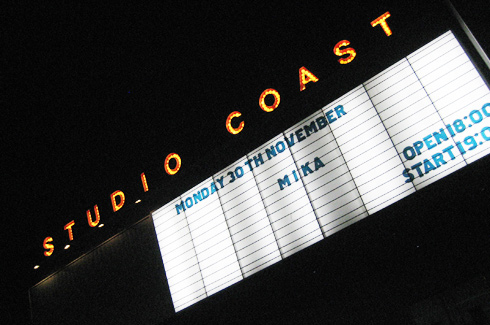 STUDIO COAST
MONDAY 30 TH NOVEMBER
MIKA
OPEN18:00
START19:0